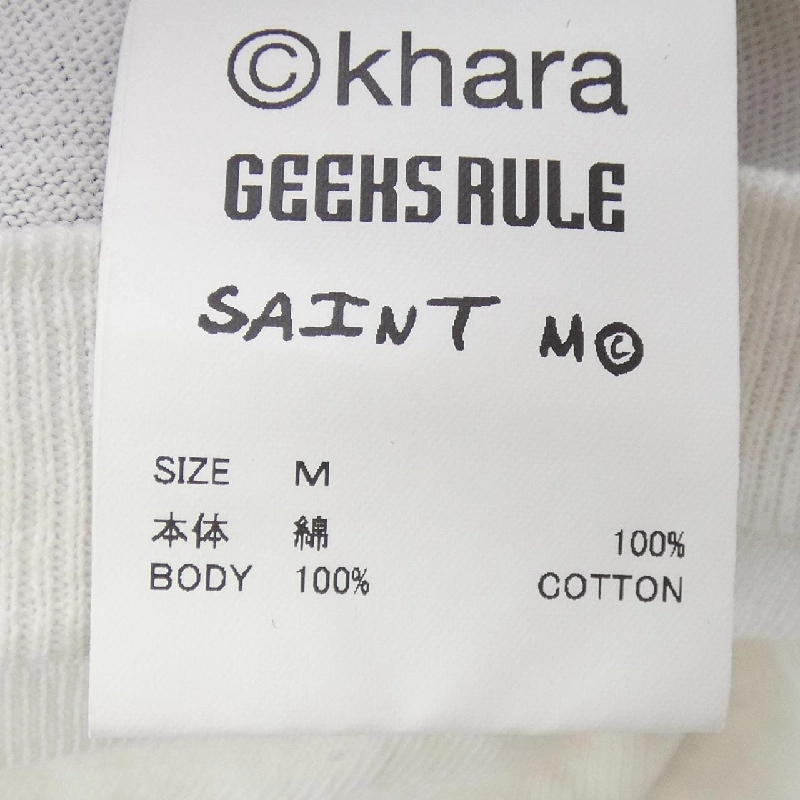 ©khara
GEEKS RULE
SAINT M©
SIZE M
本体 綿 100%
BODY 100% COTTON